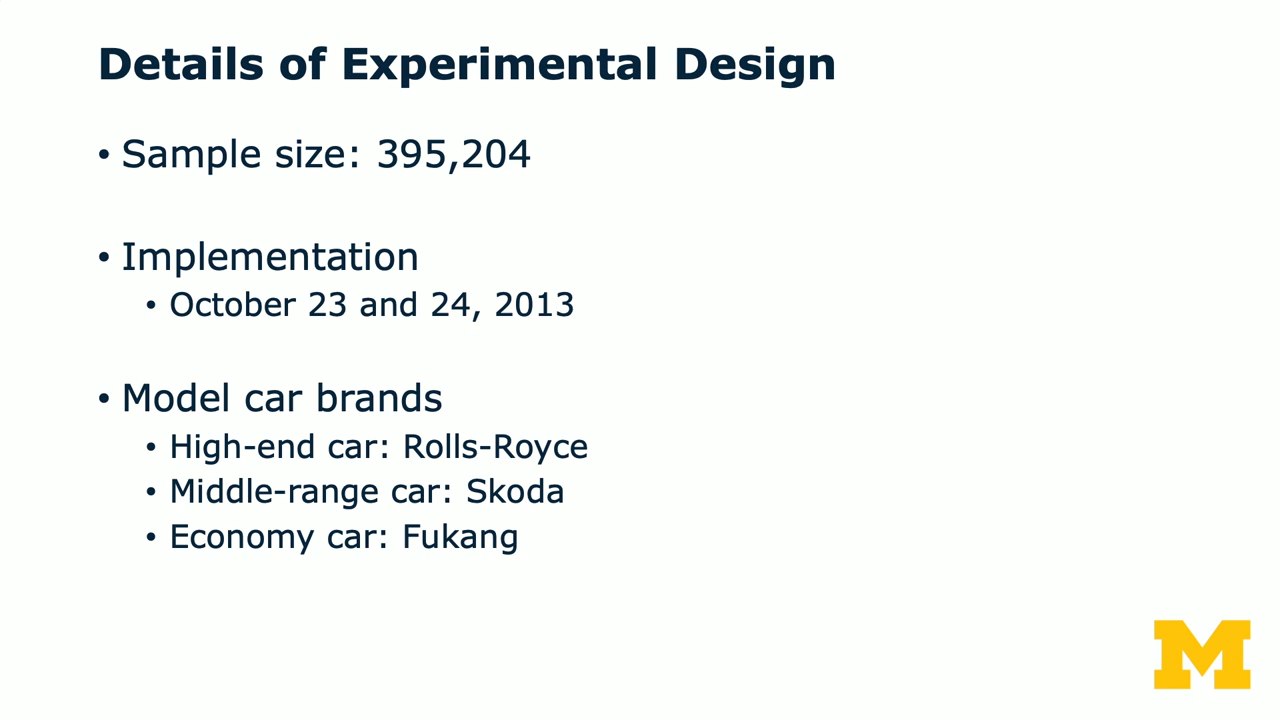 Details of Experimental Design
• Sample size: 395,204
• Implementation
• October 23 and 24, 2013
• Model car brands
• High-end car: Rolls-Royce
• Middle-range car: Skoda
• Economy car: Fukang
M